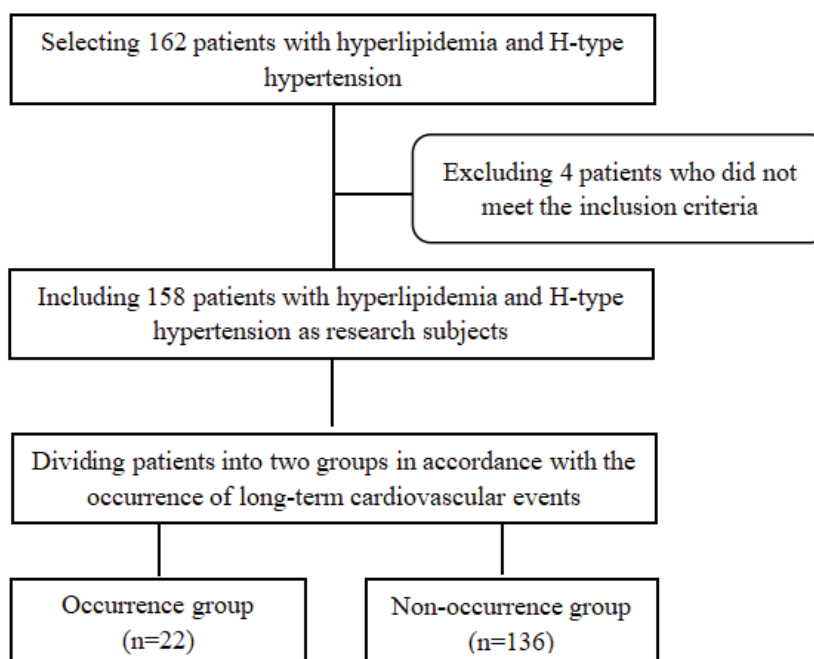 Selecting 162 patients with hyperlipidemia and H-type
hypertension
Excluding 4 patients who did not
meet the inclusion criteria
Including 158 patients with hyperlipidemia and H-type
hypertension as research subjects
Dividing patients into two groups in accordance with the
occurrence of long-term cardiovascular events
Occurrence group
(n=22)
Non-occurrence group
(n=136)